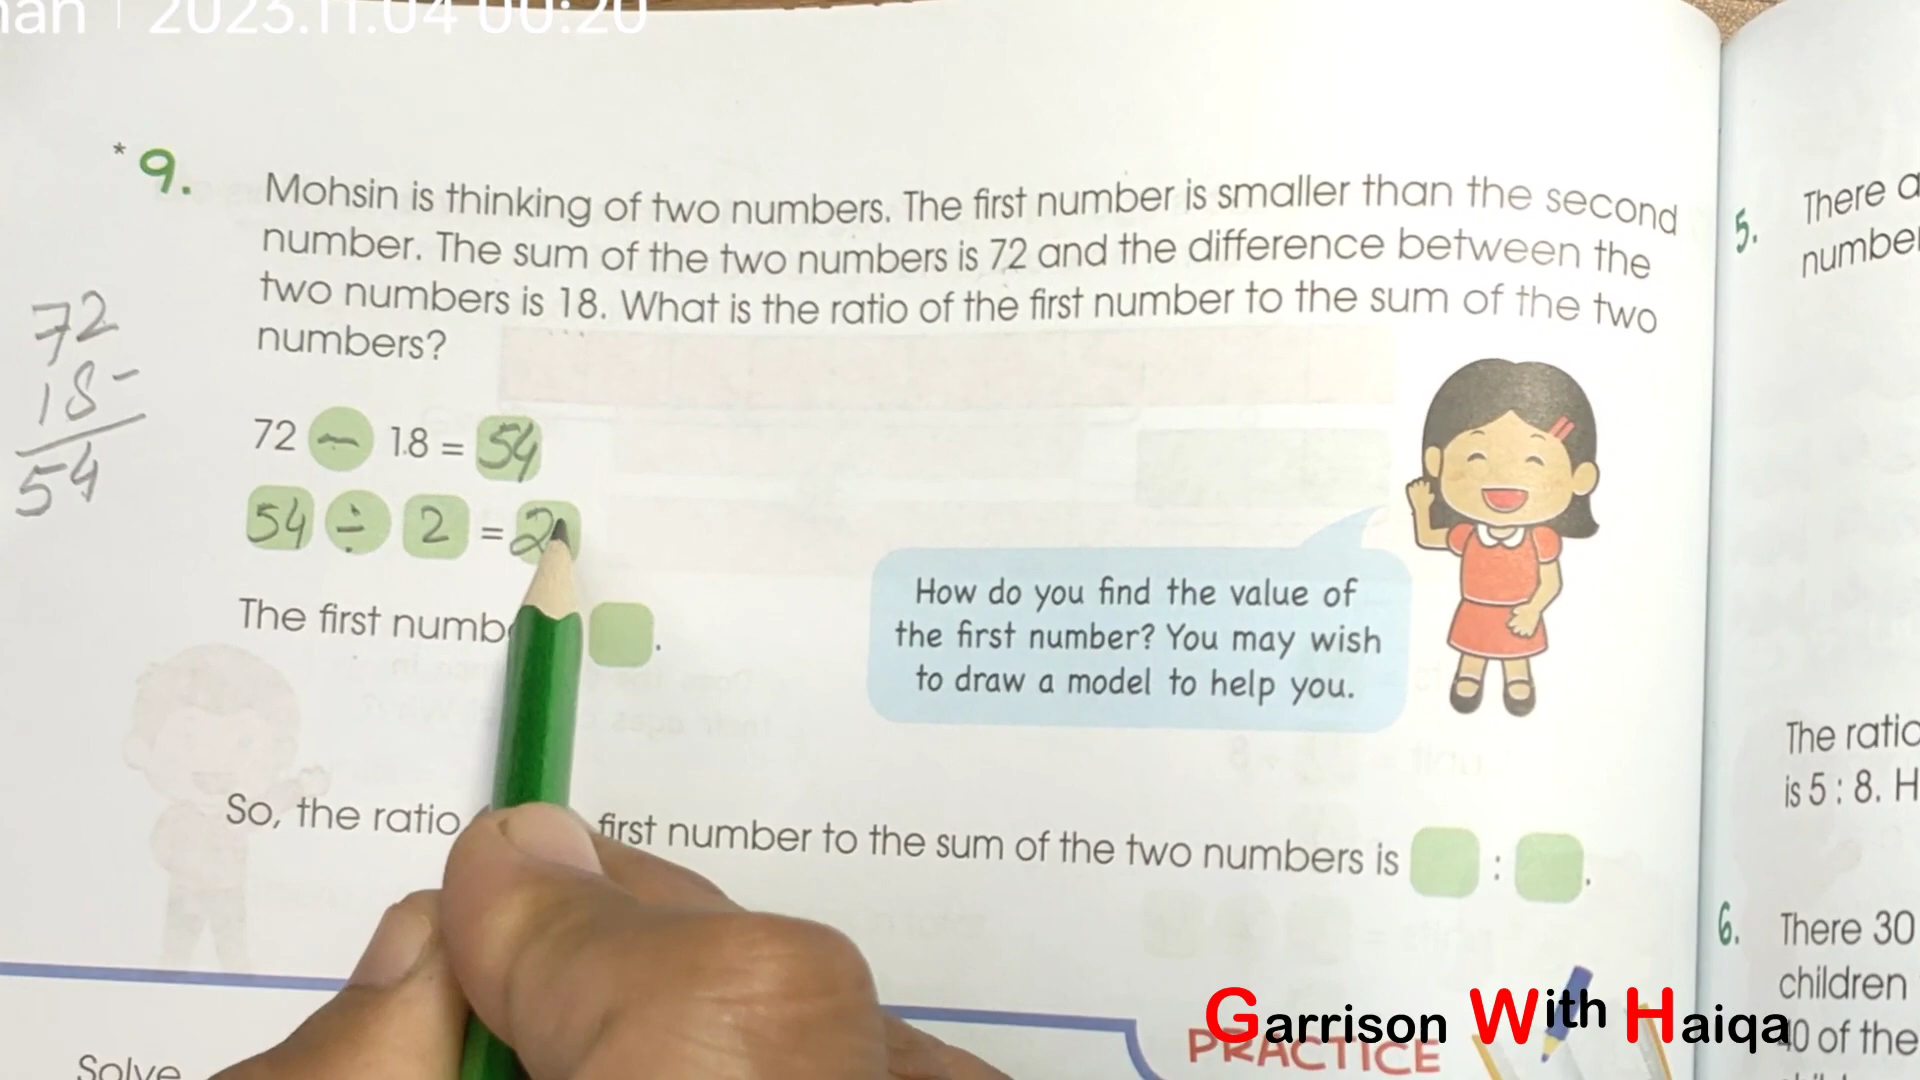 2023.11.04 00:20
* 9.
Mohsin is thinking of two numbers. The first number is smaller than the second
number. The sum of the two numbers is 72 and the difference between the
two numbers is 18. What is the ratio of the first number to the sum of the two
numbers?
72
18 -
54
72 - 18 = 54
54 ÷ 2 = 2
The first
.
How do you find the value of
the first number? You may wish
to draw a model to help you.
So, the ratio first number to the sum of the two numbers is : .
Solve
PRACTICE
Garrison With Haiqa
5. There
The
is 5 : 8.
6. There 30
children
of the